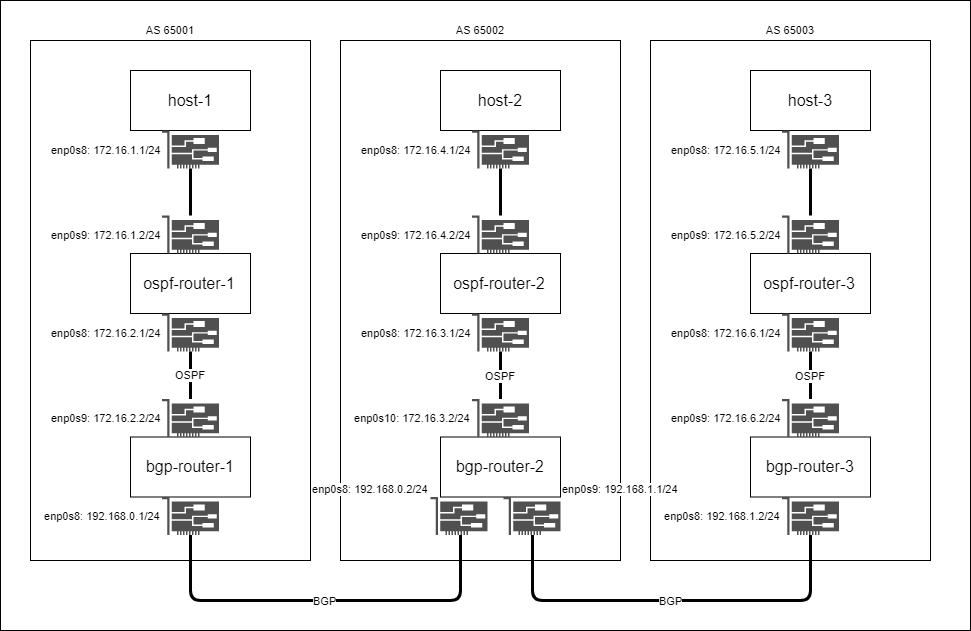 AS 65001
AS 65002
AS 65003
host-1
host-2
host-3
enp0s8: 172.16.1.1/24
enp0s8: 172.16.4.1/24
enp0s8: 172.16.5.1/24
enp0s9: 172.16.1.2/24
enp0s9: 172.16.4.2/24
enp0s9: 172.16.5.2/24
ospf-router-1
ospf-router-2
ospf-router-3
enp0s8: 172.16.2.1/24
enp0s8: 172.16.3.1/24
enp0s8: 172.16.6.1/24
OSPF
OSPF
OSPF
enp0s9: 172.16.2.2/24
enp0s10: 172.16.3.2/24
enp0s9: 172.16.6.2/24
bgp-router-1
bgp-router-2
bgp-router-3
enp0s8: 192.168.0.2/24
enp0s9: 192.168.1.1/24
enp0s8: 192.168.0.1/24
enp0s8: 192.168.1.2/24
BGP
BGP